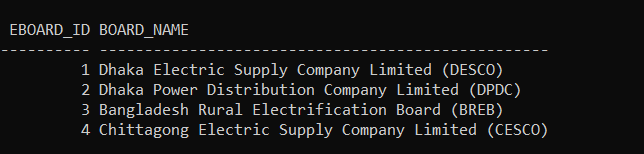 EBOARD_ID BOARD_NAME
---------- --------------------------------------------------
1 Dhaka Electric Supply Company Limited (DESCO)
2 Dhaka Power Distribution Company Limited (DPDC)
3 Bangladesh Rural Electrification Board (BREB)
4 Chittagong Electric Supply Company Limited (CESCO)